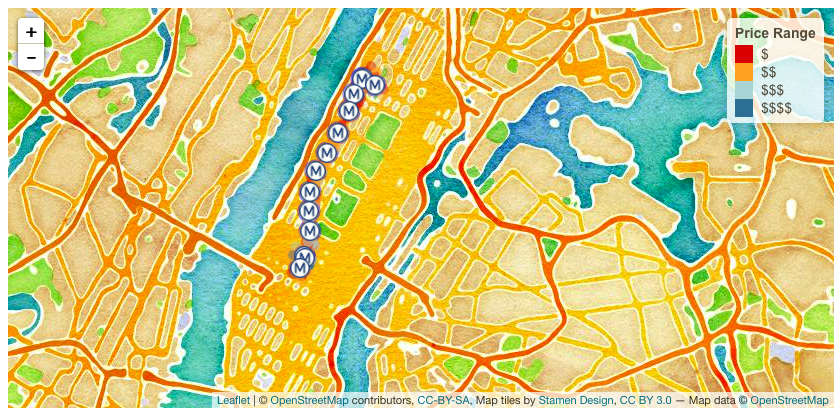 +
−
Price Range
$
$$
$$$
$$$$
M
M
M
M
M
M
M
M
M
M
M
M
M
Leaflet | © OpenStreetMap contributors, CC-BY-SA, Map tiles by Stamen Design, CC BY 3.0 — Map data © OpenStreetMap